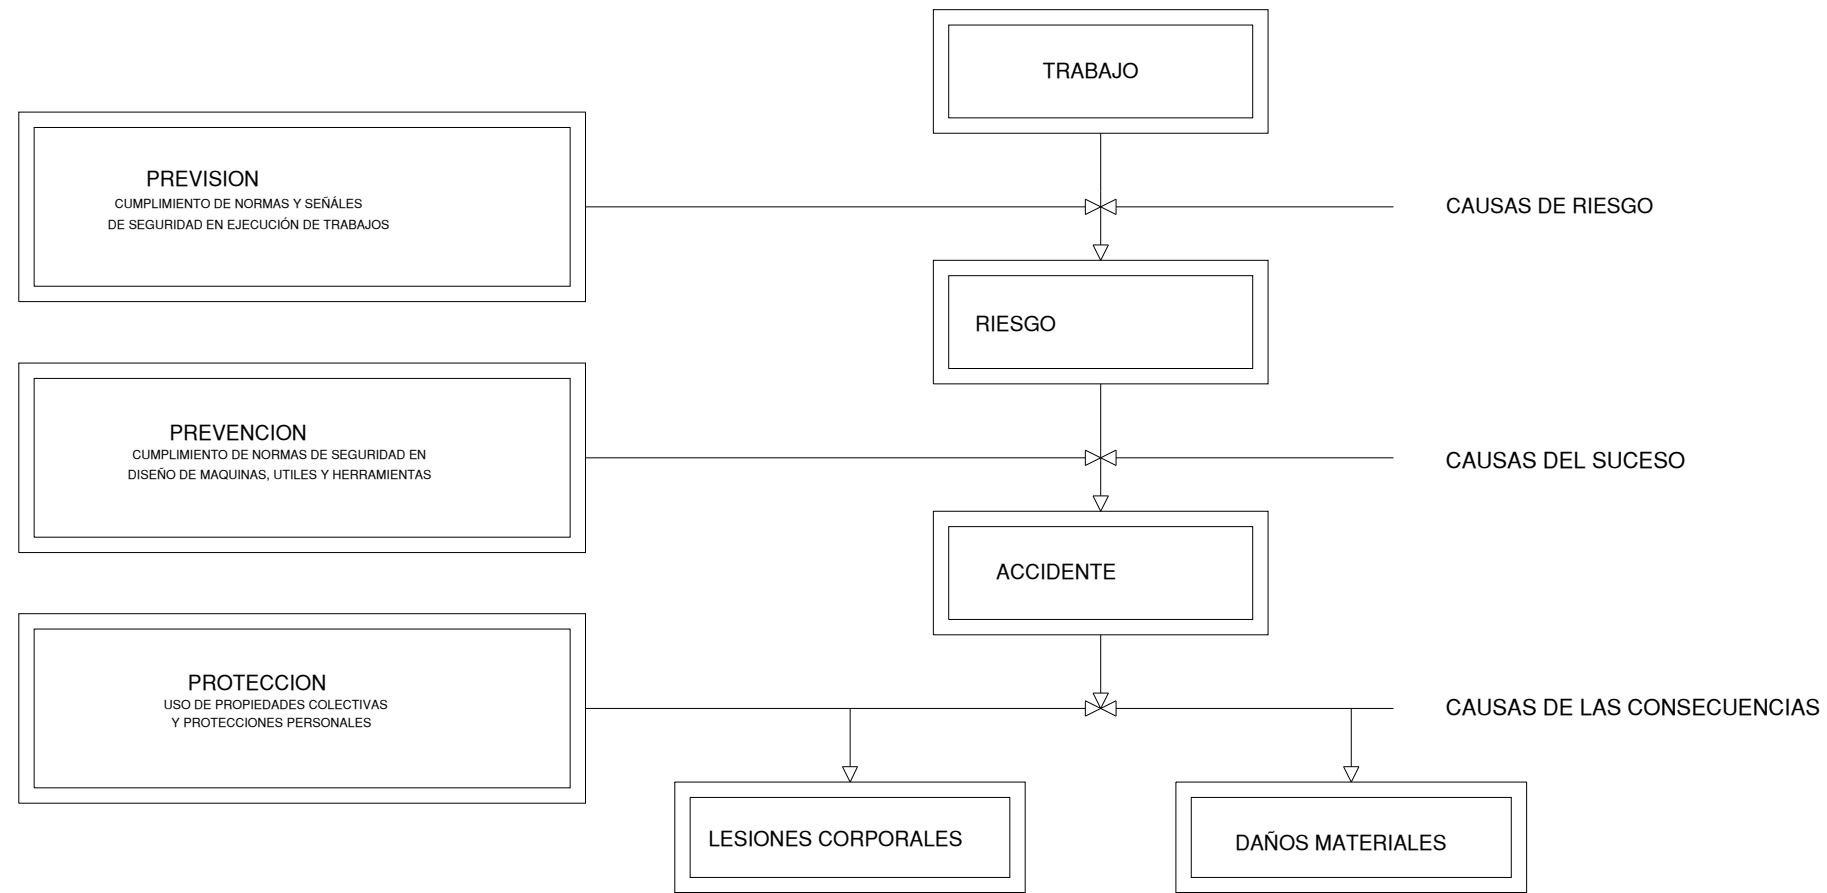 TRABAJO
PREVISION
CUMPLIMIENTO DE NORMAS Y SEÑÁLES
DE SEGURIDAD EN EJECUCIÓN DE TRABAJOS
CAUSAS DE RIESGO
RIESGO
PREVENCION
CUMPLIMIENTO DE NORMAS DE SEGURIDAD EN
DISEÑO DE MAQUINAS, UTILES Y HERRAMIENTAS
CAUSAS DEL SUCESO
ACCIDENTE
PROTECCION
USO DE PROPIEDADES COLECTIVAS
Y PROTECCIONES PERSONALES
CAUSAS DE LAS CONSECUENCIAS
LESIONES CORPORALES
DAÑOS MATERIALES